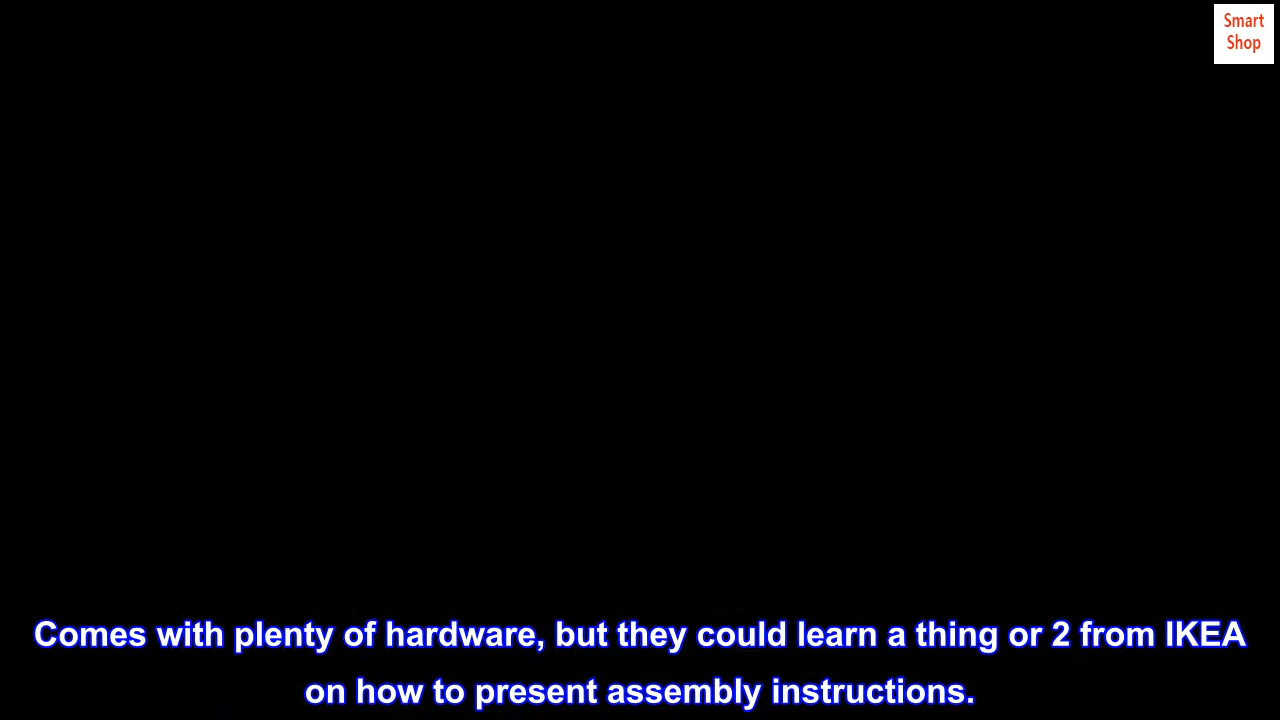 Smart
Shop
Comes with plenty of hardware, but they could learn a thing or 2 from IKEA
on how to present assembly instructions.